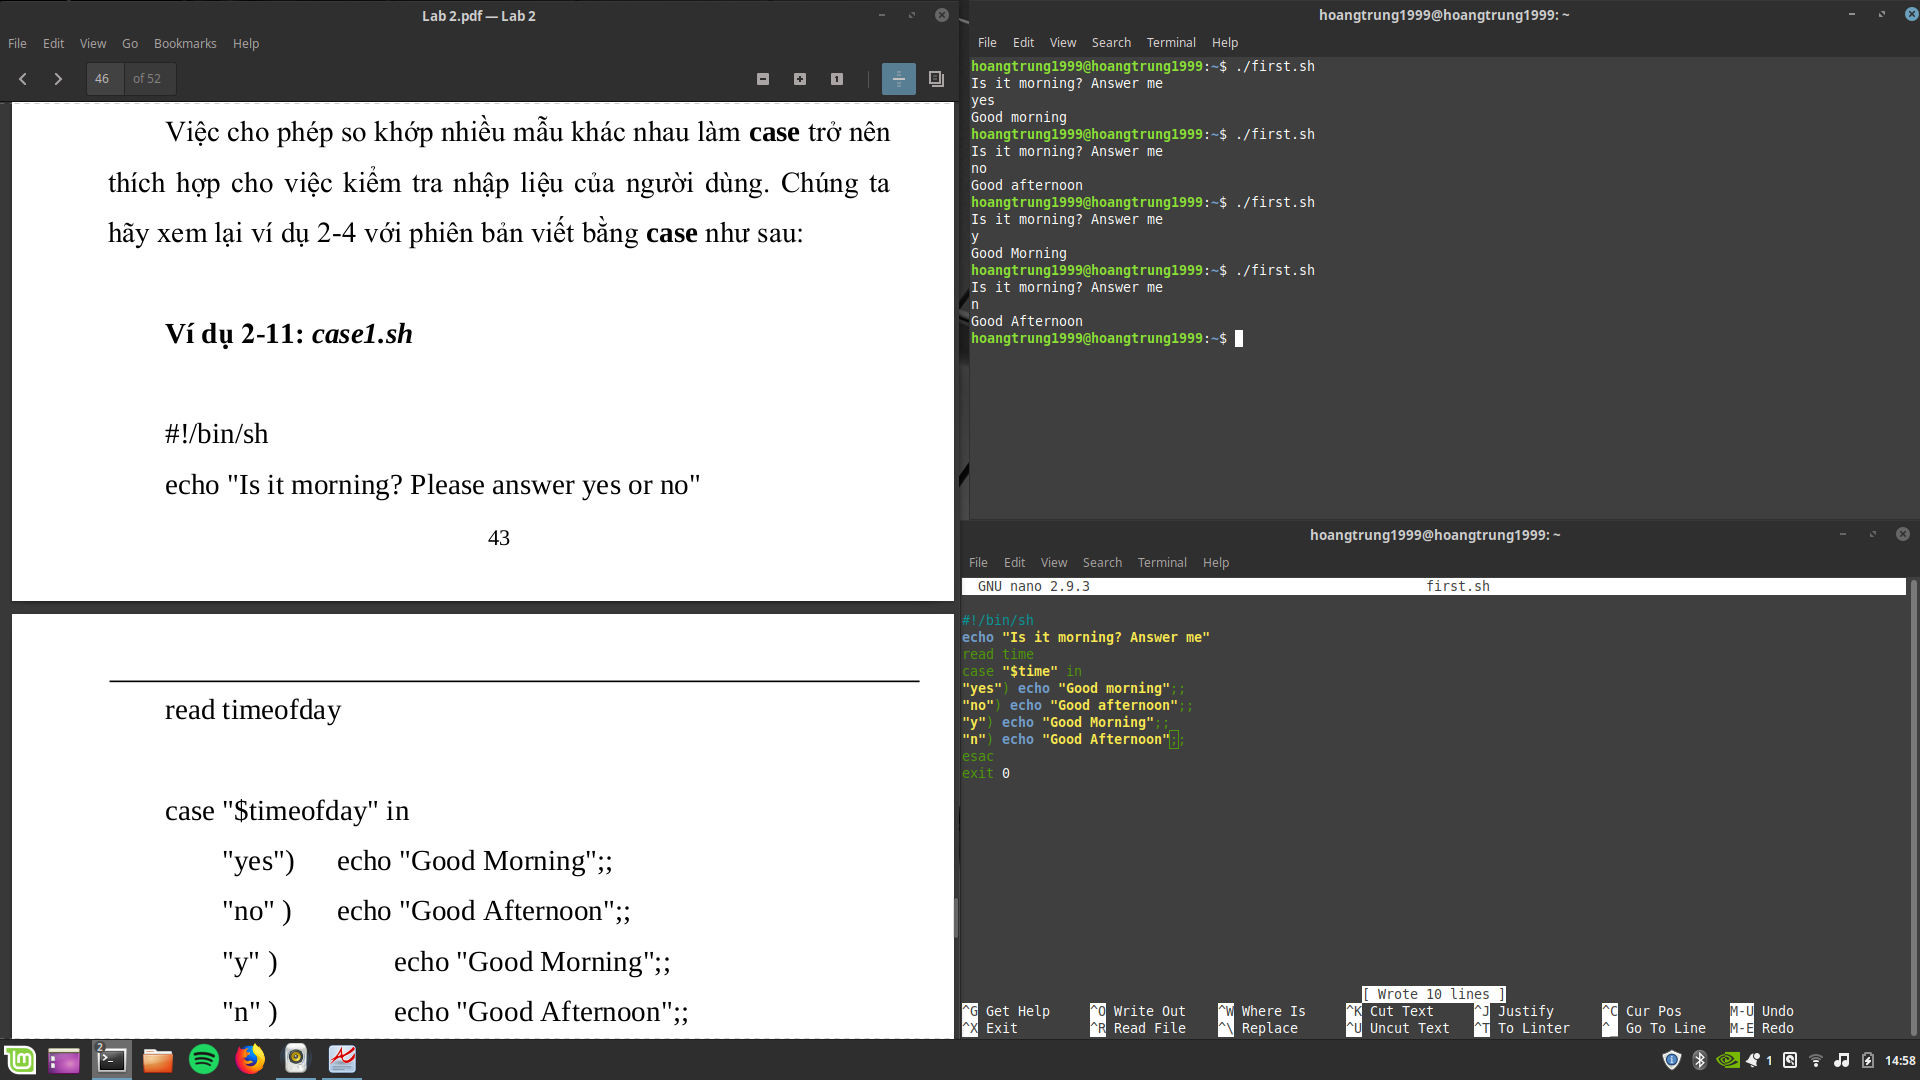 Lab 2.pdf — Lab 2
File Edit View Go Bookmarks Help
46 of 52
Việc cho phép so khớp nhiều mẫu khác nhau làm case trở nên
thích hợp cho việc kiểm tra nhập liệu của người dùng. Chúng ta
hãy xem lại ví dụ 2-4 với phiên bản viết bằng case như sau:
Ví dụ 2-11: case1.sh
#!/bin/sh
echo "Is it morning? Please answer yes or no"
43
read timeofday
case "$timeofday" in
"yes") echo "Good Morning";;
"no" ) echo "Good Afternoon";;
"y" ) echo "Good Morning";;
"n" ) echo "Good Afternoon";;
hoangtrung1999@hoangtrung1999: ~
File Edit View Search Terminal Help
hoangtrung1999@hoangtrung1999:~$ ./first.sh
Is it morning? Answer me
yes
Good morning
hoangtrung1999@hoangtrung1999:~$ ./first.sh
Is it morning? Answer me
no
Good afternoon
hoangtrung1999@hoangtrung1999:~$ ./first.sh
Is it morning? Answer me
y
Good Morning
hoangtrung1999@hoangtrung1999:~$ ./first.sh
Is it morning? Answer me
n
Good Afternoon
hoangtrung1999@hoangtrung1999:~$
hoangtrung1999@hoangtrung1999: ~
File Edit View Search Terminal Help
GNU nano 2.9.3 first.sh
#!/bin/sh
echo "Is it morning? Answer me"
read time
case "$time" in
"yes") echo "Good morning";;
"no") echo "Good afternoon";;
"y") echo "Good Morning";;
"n") echo "Good Afternoon";;
esac
exit 0
[ Wrote 10 lines ]
^G Get Help ^O Write Out ^W Where Is ^K Cut Text ^J Justify ^C Cur Pos M-U Undo
^X Exit ^R Read File ^\ Replace ^U Uncut Text ^T To Linter ^_ Go To Line M-E Redo
2
1 14:58